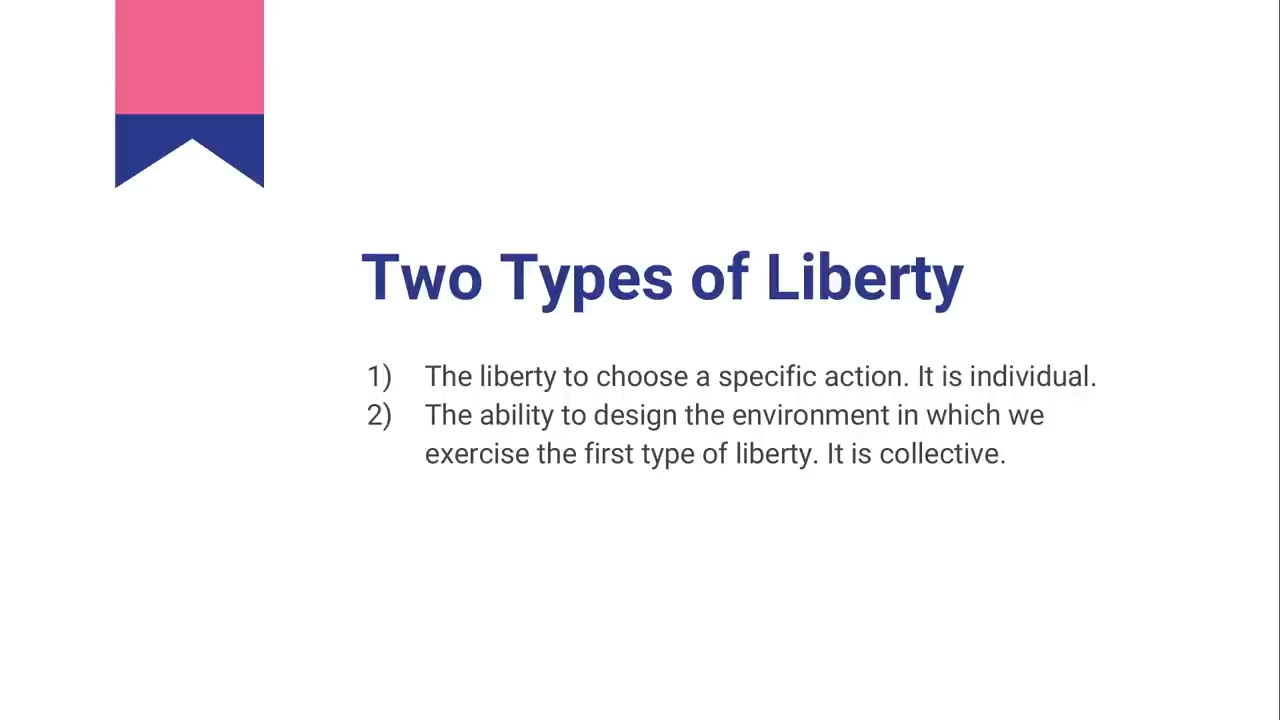 Two Types of Liberty
1) The liberty to choose a specific action. It is individual.
2) The ability to design the environment in which we
exercise the first type of liberty. It is collective.